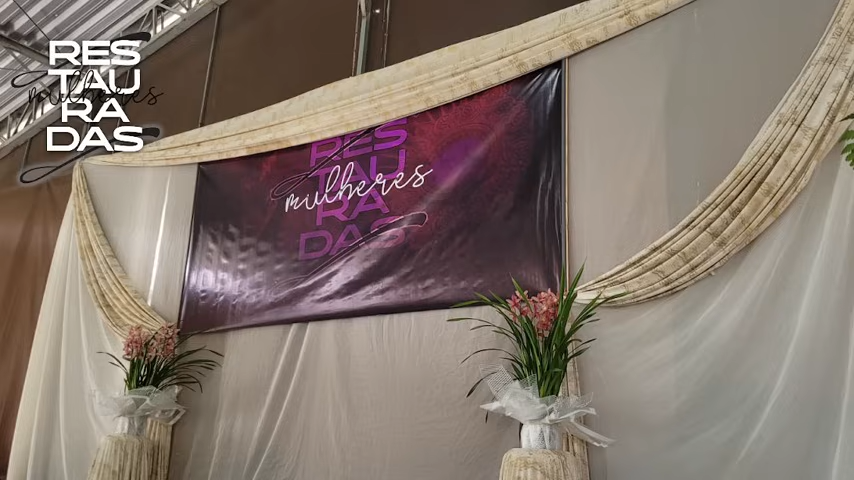 RES
TAU
mulheres
RA
DAS
RES
TAU
mulheres
RA
DAS